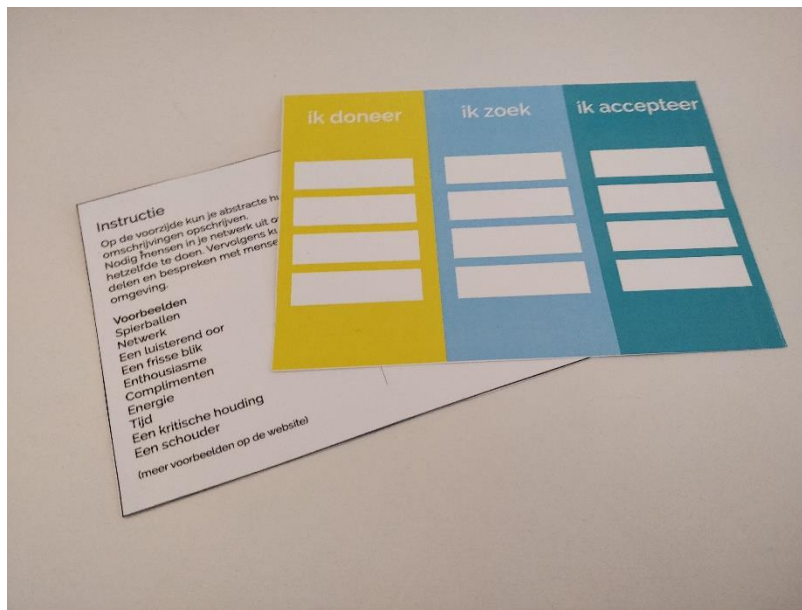 ik doneer
ik zoek
ik accepteer
Instructie
Op de voorzijde kun je abstracte
omschrijvingen opschrijven.
Nodig mensen in je netwerk uit
hetzelfde te doen. Vervolgens
delen en bespreken met
omgeving.
Voorbeelden
Spierballen
Netwerk
Een luisterend oor
Een frisse blik
Enthousiasme
Complimenten
Energie
Tijd
Een kritische houding
Een schouder
(meer voorbeelden op de website)